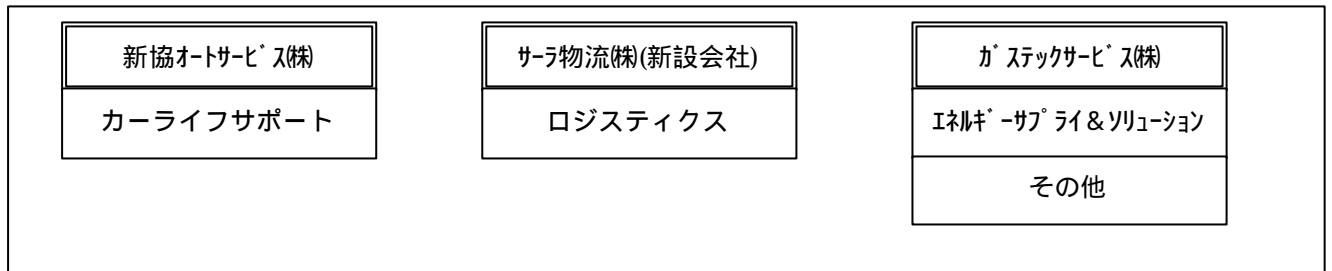 新協ｵｰﾄｻｰﾋﾞｽ㈱
カーライフサポート
ｻｰﾗ物流㈱(新設会社)
ロジスティクス
ｶﾞｽﾃｯｸｻｰﾋﾞｽ㈱
ｴﾈﾙｷﾞｰｻﾌﾟﾗｲ＆ｿﾘｭｰｼｮﾝ
その他